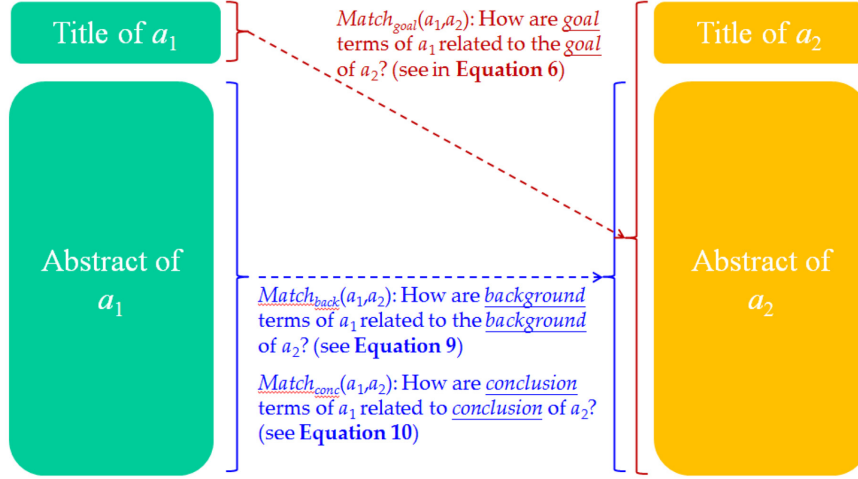 Title of a1
Match_goal(a1,a2): How are goal
terms of a1 related to the goal
of a2? (see in Equation 6)
Title of a2
Abstract of
a1
Match_back(a1,a2): How are background
terms of a1 related to the background
of a2? (see Equation 9)
Match_conc(a1,a2): How are conclusion
terms of a1 related to conclusion of a2?
(see Equation 10)
Abstract of
a2